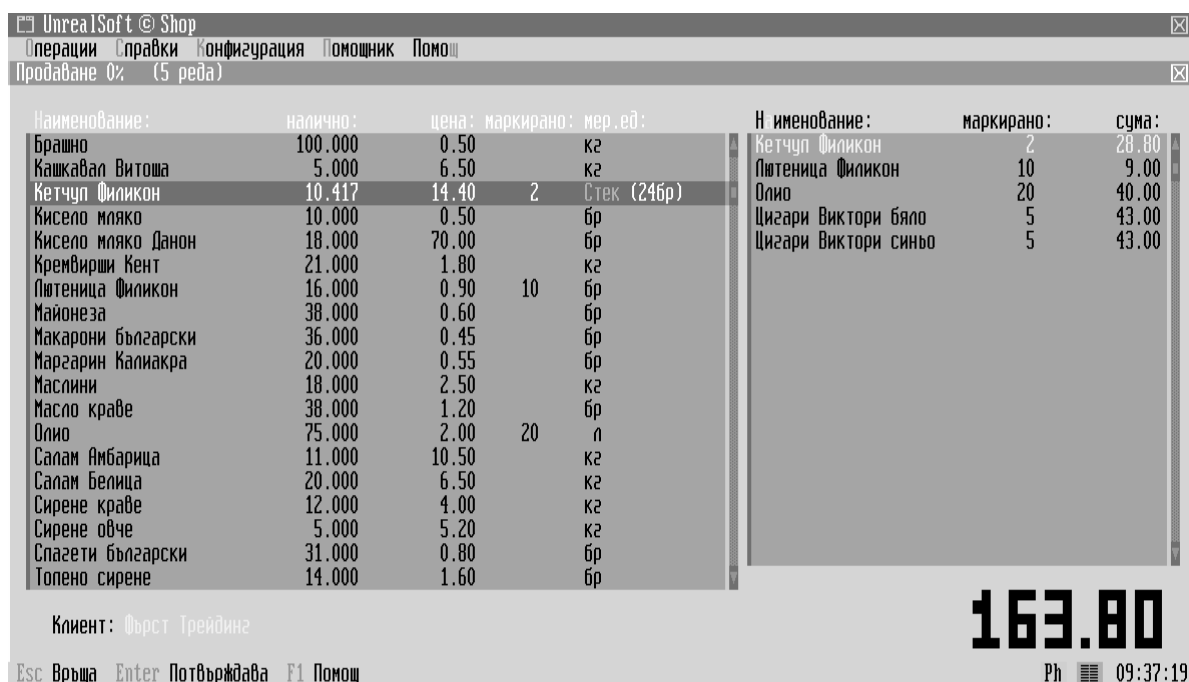 UnrealSoft © Shop
Операции Справки Конфигурация Помощник Помощ
Продаване 0% (5 реда)
Наименование: налично: цена: маркирано: мер.ед:
Брашно 100.000 0.50 кг
Кашкавал Витоша 5.000 6.50 кг
Кетчуп Филикон 10.417 14.40 2 Стек (24бр)
Кисело мляко 10.000 0.50 бр
Кисело мляко Данон 18.000 70.00 бр
Кремвирши Кент 21.000 1.80 кг
Лютеница Филикон 16.000 0.90 10 бр
Майонеза 38.000 0.60 бр
Макарони български 36.000 0.45 бр
Маргарин Калиакра 20.000 0.55 бр
Маслини 18.000 2.50 кг
Масло краве 38.000 1.20 бр
Олио 75.000 2.00 20 л
Салам Амбарица 11.000 10.50 кг
Салам Белица 20.000 6.50 кг
Сирене краве 12.000 4.00 кг
Сирене овче 5.000 5.20 кг
Спагети български 31.000 0.80 бр
Топено сирене 14.000 1.60 бр
Наименование: маркирано: сума:
Кетчуп Филикон 2 28.80
Лютеница Филикон 10 9.00
Олио 20 40.00
Цигари Виктори бяло 5 43.00
Цигари Виктори синьо 5 43.00
Клиент: Фърст Трейдинг
163.80
Esc Връща Enter Потвърждава F1 Помощ
Ph 09:37:19